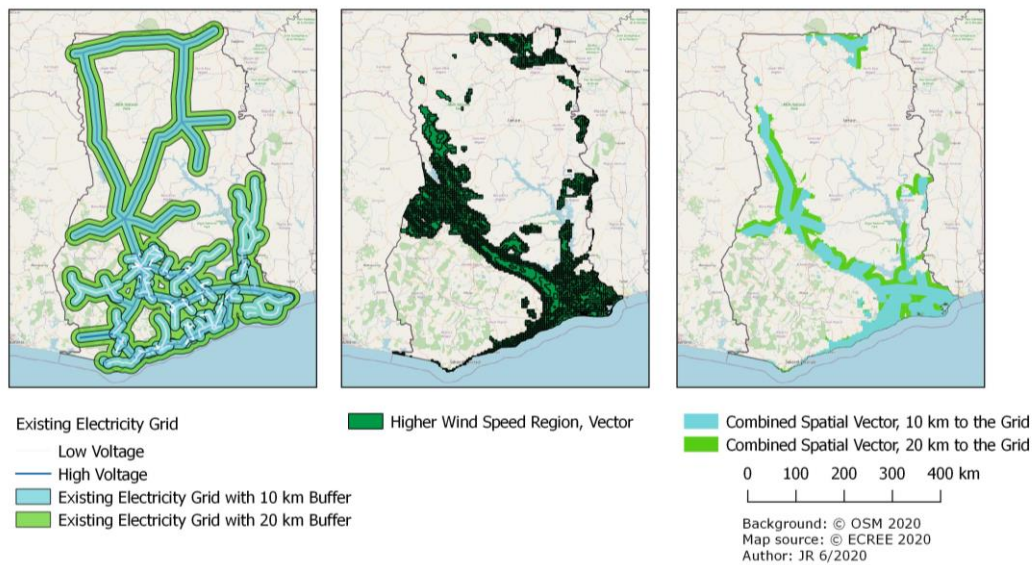 Existing Electricity Grid
Low Voltage
High Voltage
Existing Electricity Grid with 10 km Buffer
Existing Electricity Grid with 20 km Buffer
Higher Wind Speed Region, Vector
Combined Spatial Vector, 10 km to the Grid
Combined Spatial Vector, 20 km to the Grid
0 100 200 300 400 km
Background: © OSM 2020
Map source: © ECREE 2020
Author: JR 6/2020